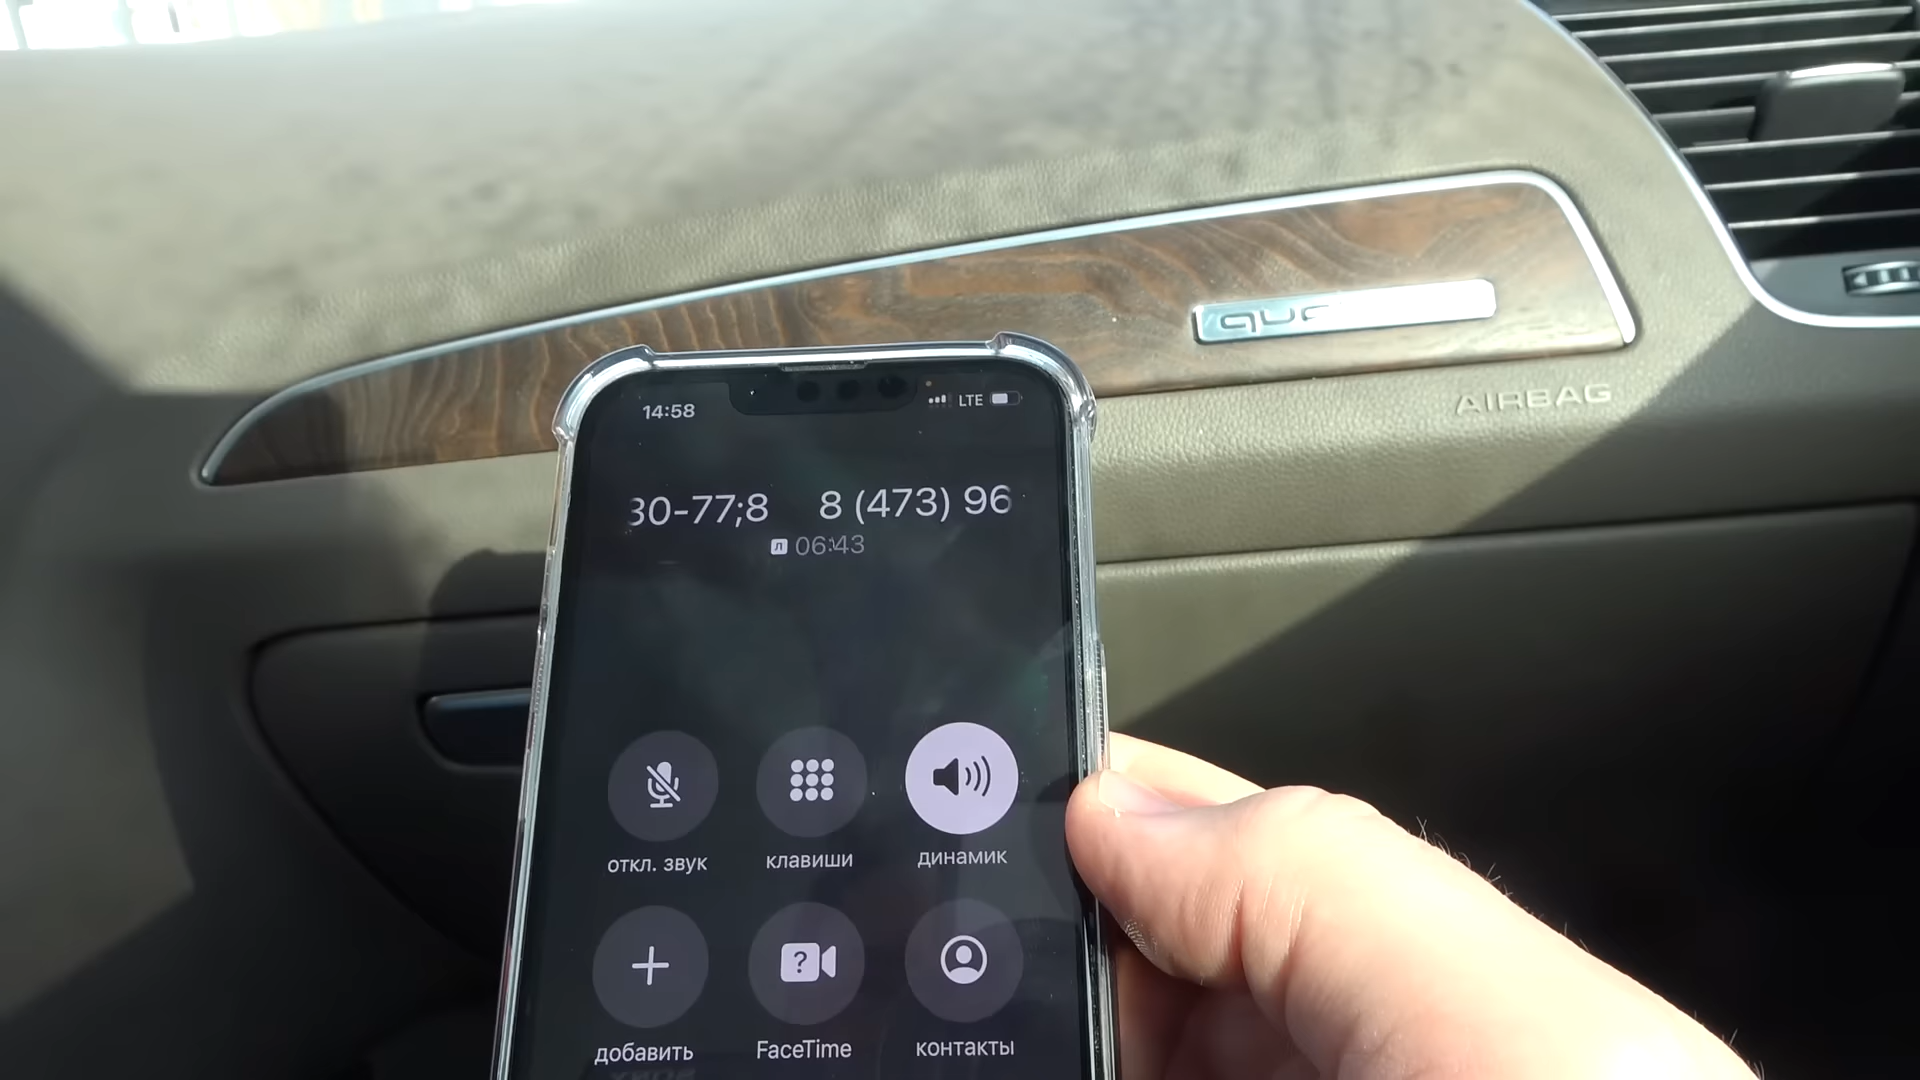 14:58
LTE
30-77;8 8 (473) 96
Л 06:43
откл. звук
клавиши
динамик
?
добавить
FaceTime
контакты
AIRBAG